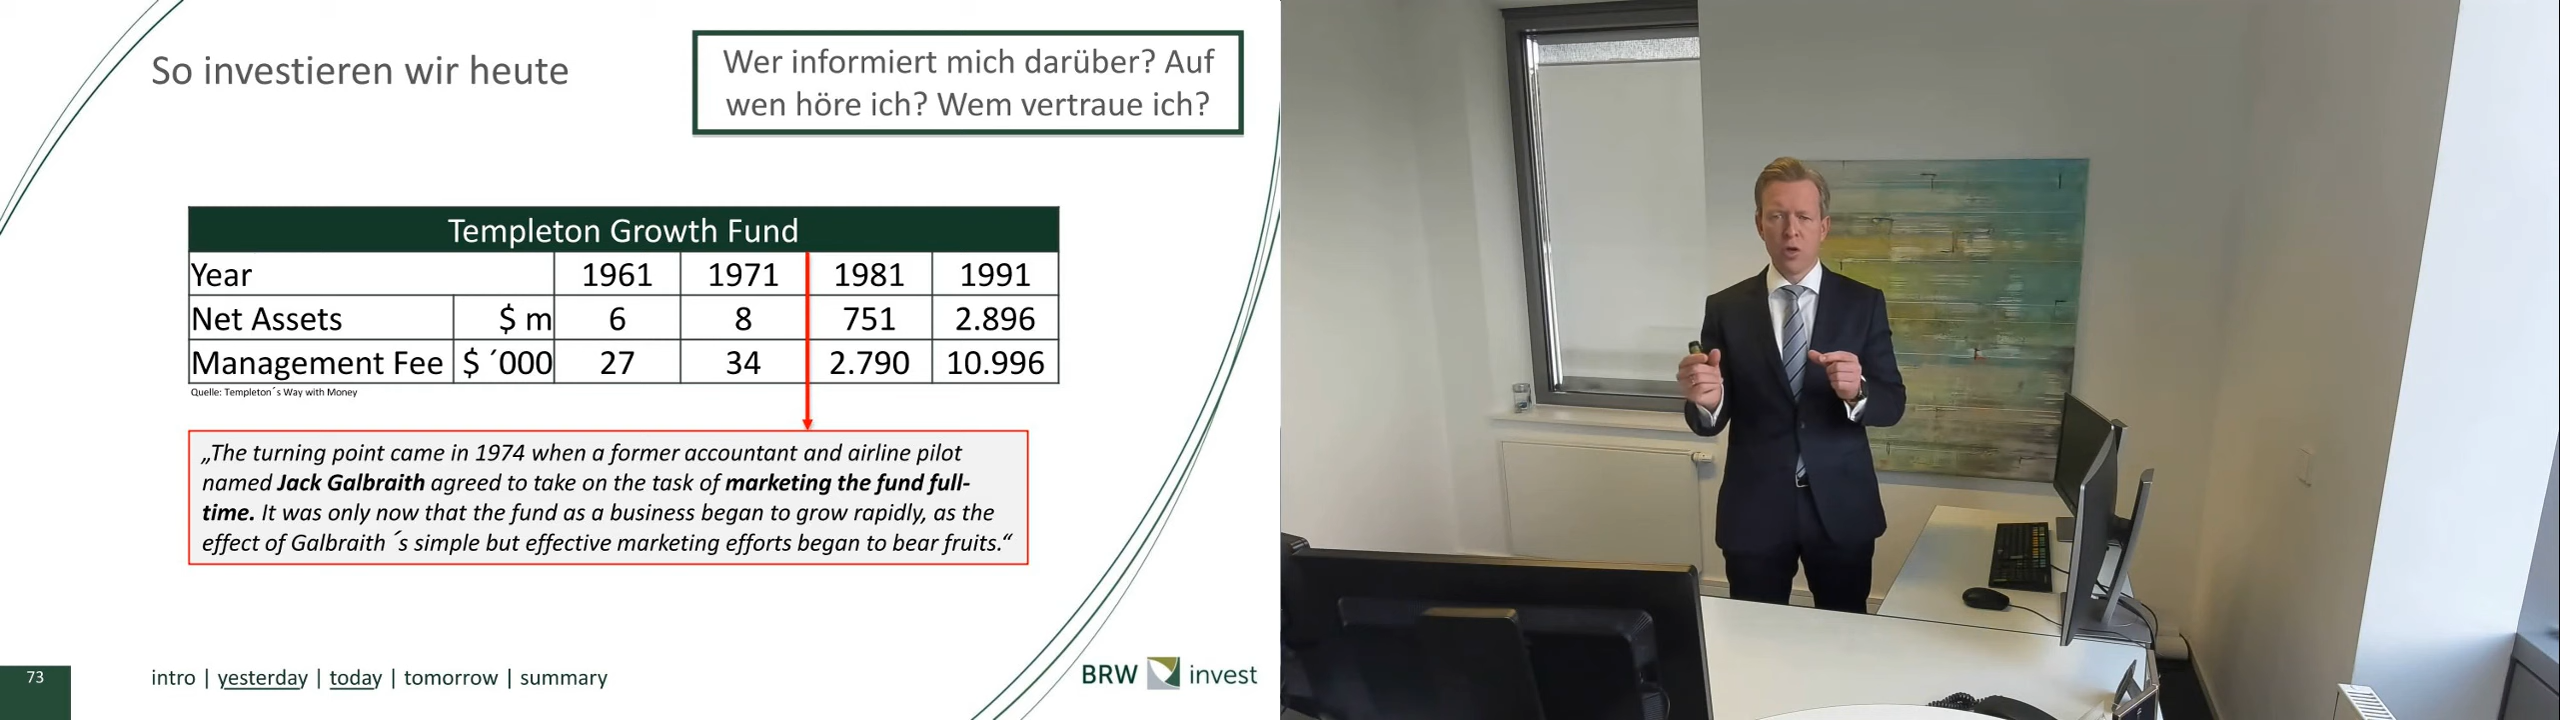 So investieren wir heute
Wer informiert mich darüber? Auf
wen höre ich? Wem vertraue ich?
Templeton Growth Fund
Year 1961 1971 1981 1991
Net Assets $ m 6 8 751 2.896
Management Fee $ ´000 27 34 2.790 10.996
Quelle: Templeton´s Way with Money
„The turning point came in 1974 when a former accountant and airline pilot
named Jack Galbraith agreed to take on the task of marketing the fund full-
time. It was only now that the fund as a business began to grow rapidly, as the
effect of Galbraith ´s simple but effective marketing efforts began to bear fruits.“
73
intro | yesterday | today | tomorrow | summary
BRW invest